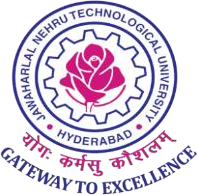 JAWAHARLAL NEHRU TECHNOLOGICAL UNIVERSITY
• HYDERABAD •
योगः कर्मसु कौशलम्
GATEWAY TO EXCELLENCE